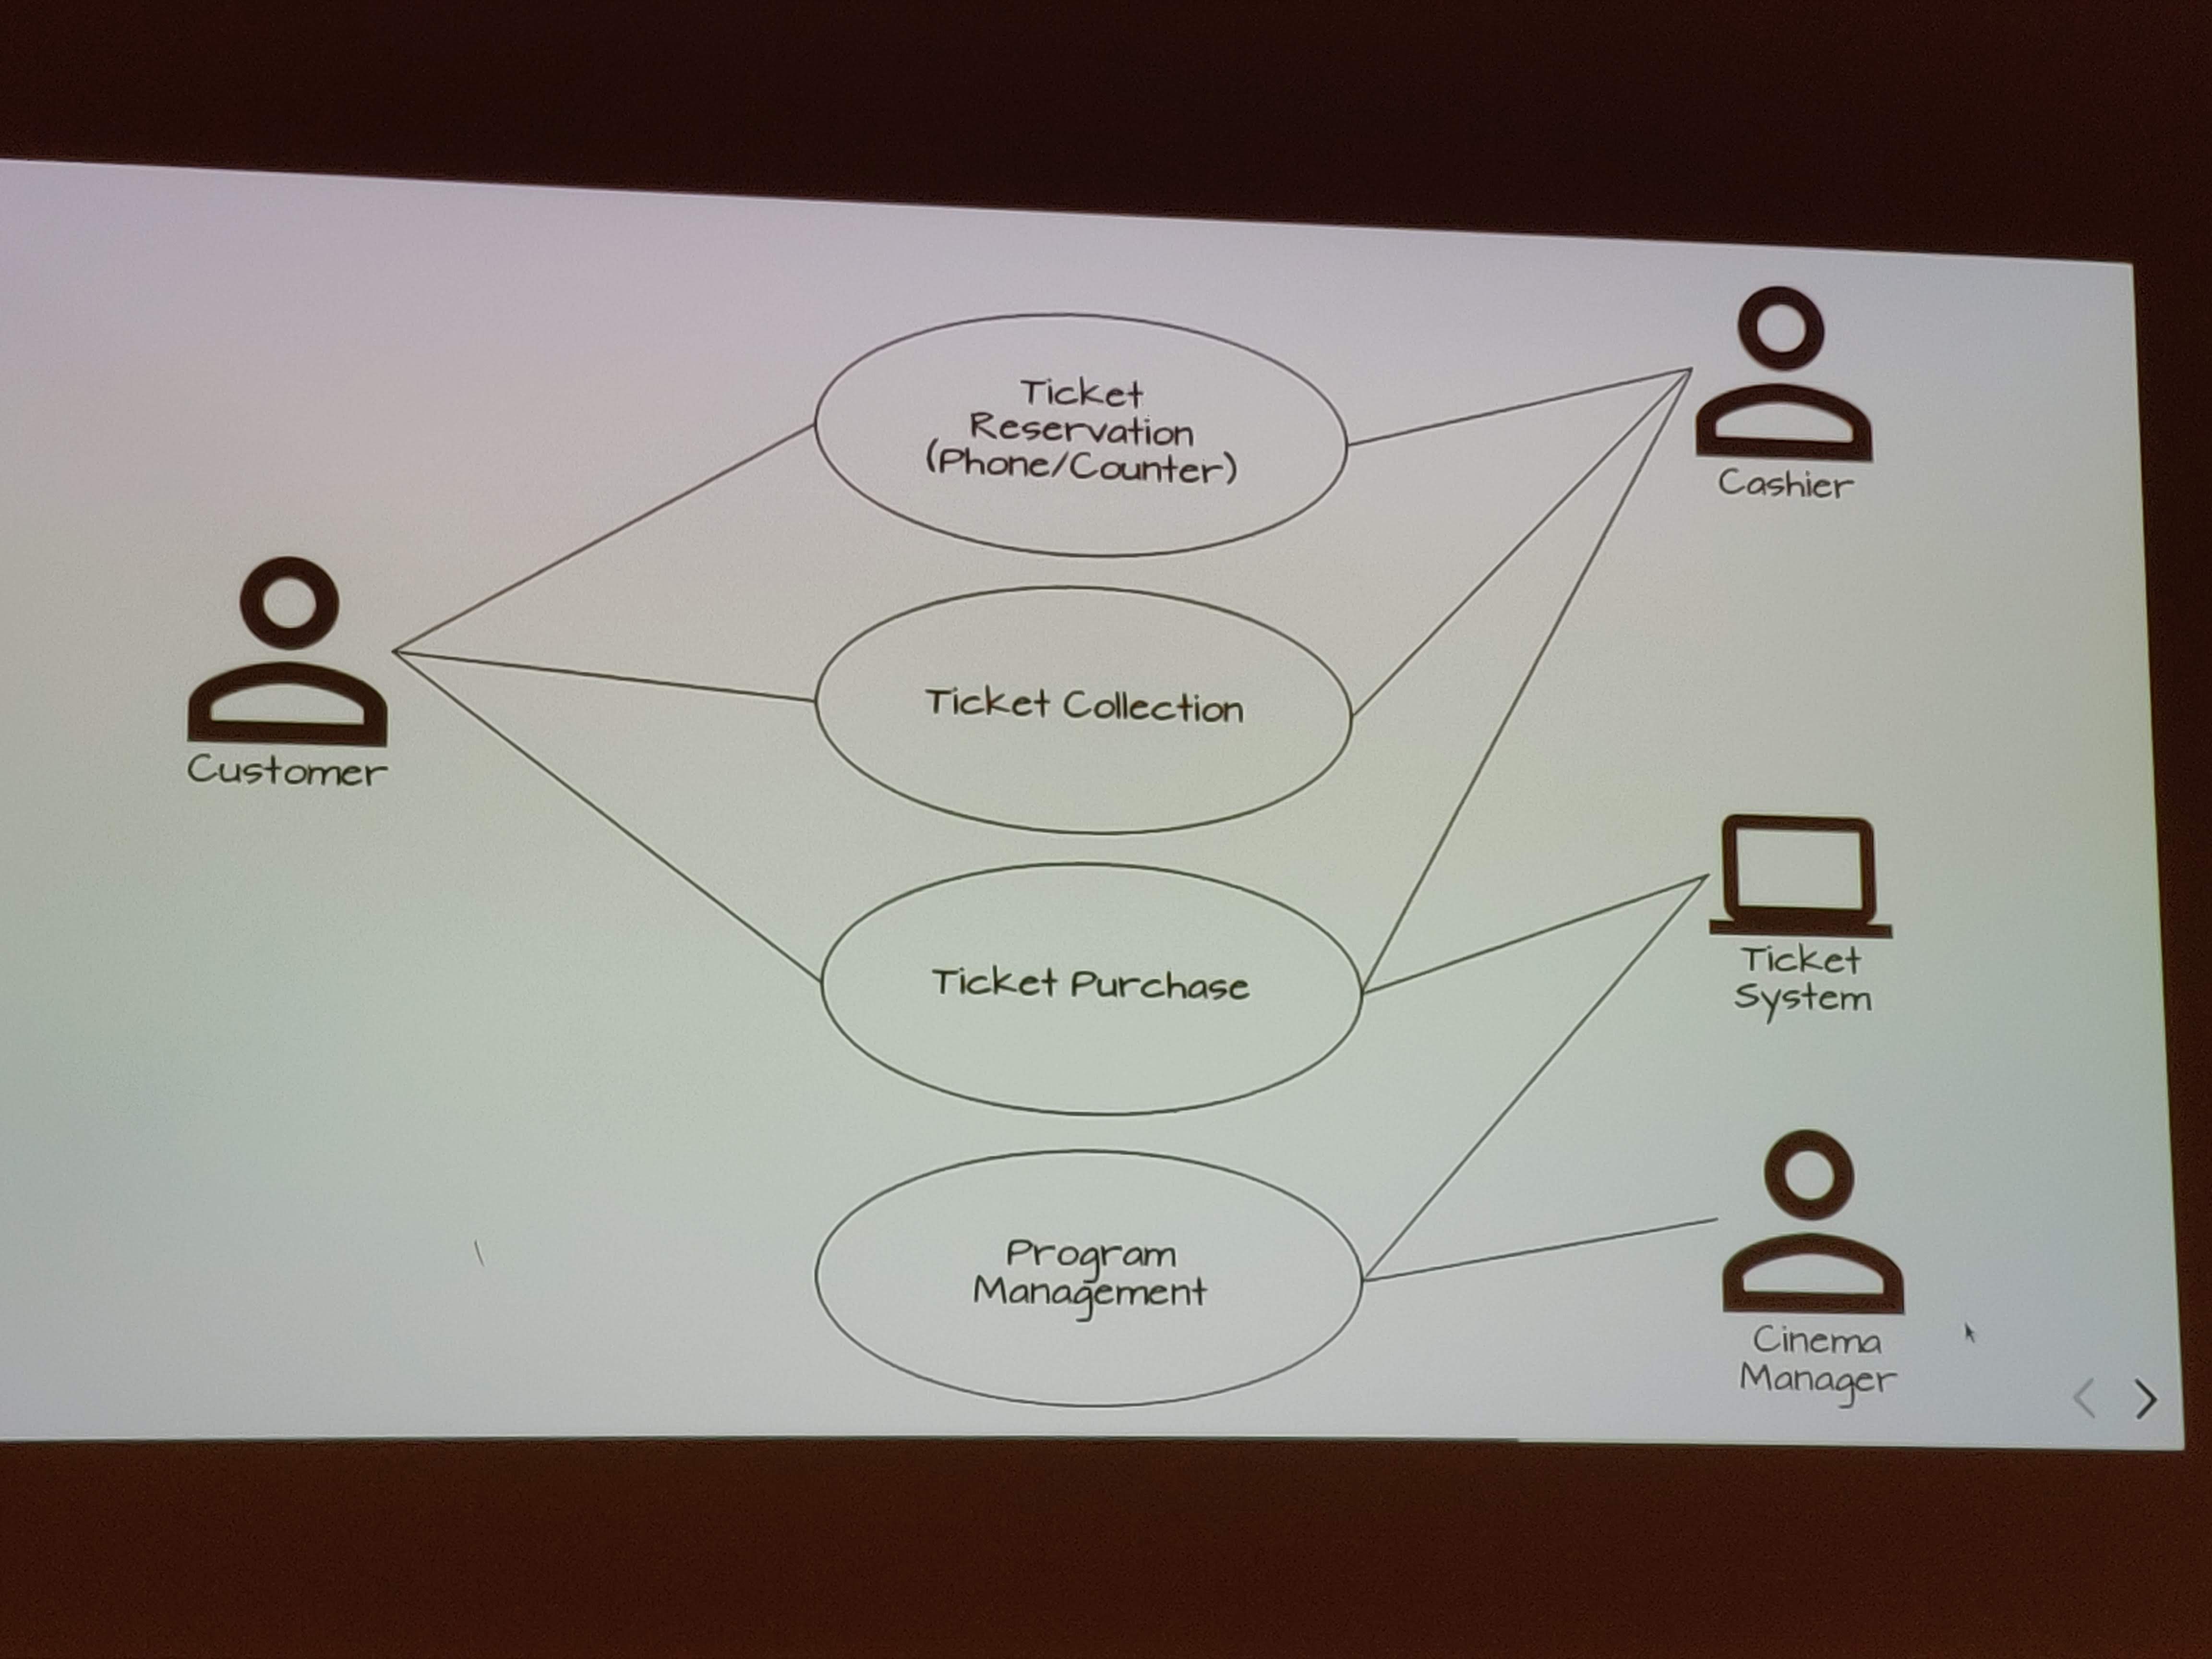 Ticket
Reservation
(Phone/Counter)
Cashier
Ticket Collection
Customer
Ticket Purchase
Ticket
System
Program
Management
Cinema
Manager